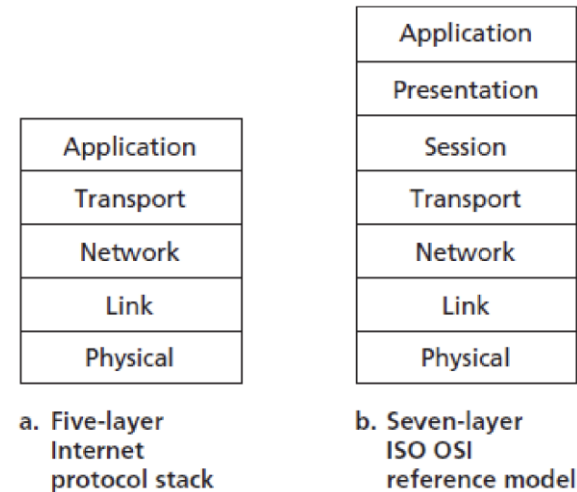 Application
Transport
Network
Link
Physical
a. Five-layer
Internet
protocol stack
Application
Presentation
Session
Transport
Network
Link
Physical
b. Seven-layer
ISO OSI
reference model